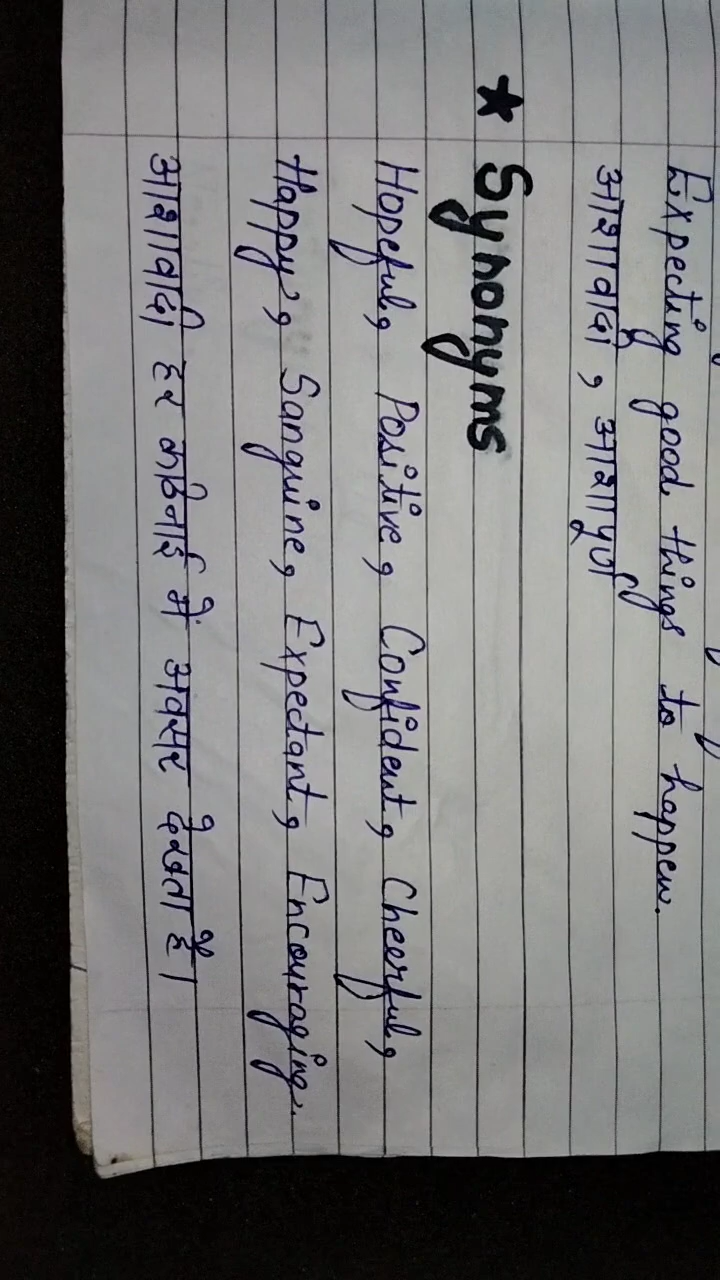 Expecting good things to happen.
आशावादी, आशापूर्ण
★ Synonyms
Hopeful, Positive, Confident, Cheerful,
Happy, Sanguine, Expectant, Encouraging.
आशावादी हर कठिनाई में अवसर देखता है।